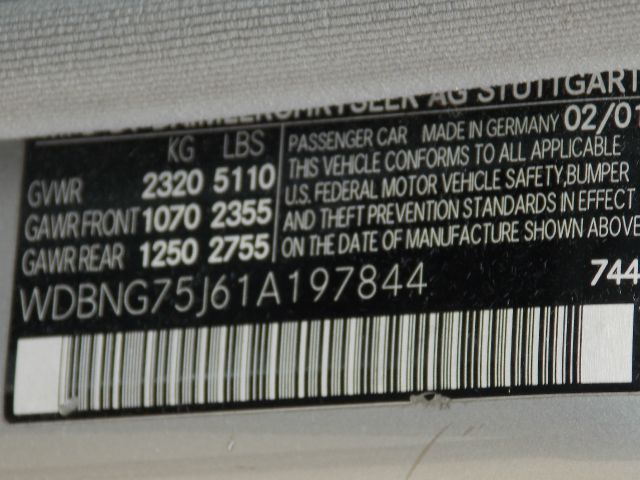 DAIMLERCHRYSLER AG STUTTGART
KG LBS
GVWR 2320 5110
GAWR FRONT 1070 2355
GAWR REAR 1250 2755
PASSENGER CAR MADE IN GERMANY 02/01
THIS VEHICLE CONFORMS TO ALL APPLICABLE
U.S. FEDERAL MOTOR VEHICLE SAFETY,BUMPER
AND THEFT PREVENTION STANDARDS IN EFFECT
ON THE DATE OF MANUFACTURE SHOWN ABOVE
WDBNG75J61A197844
744